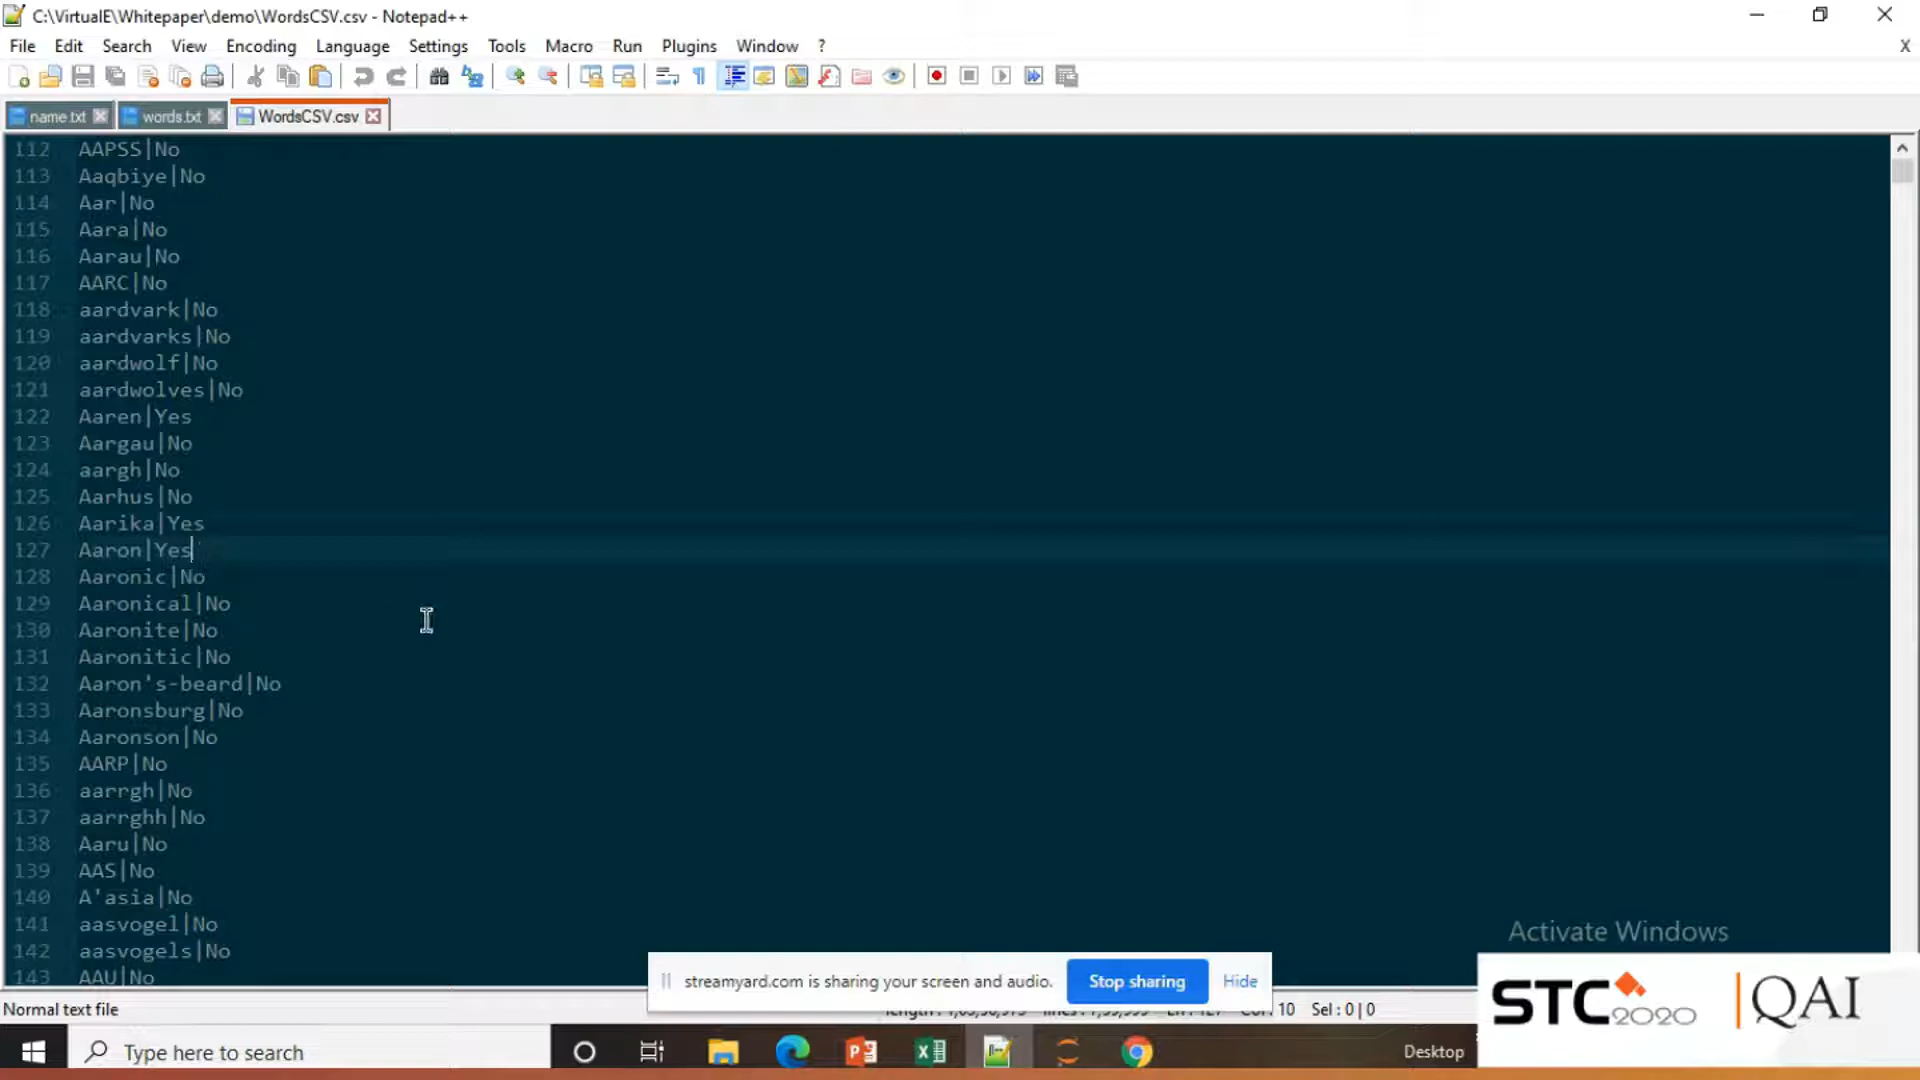 C:\VirtualE\Whitepaper\demo\WordsCSV.csv - Notepad++
File Edit Search View Encoding Language Settings Tools Macro Run Plugins Window ? X
name.txt words.txt WordsCSV.csv
112 AAPSS|No
113 Aaqbiye|No
114 Aar|No
115 Aara|No
116 Aarau|No
117 AARC|No
118 aardvark|No
119 aardvarks|No
120 aardwolf|No
121 aardwolves|No
122 Aaren|Yes
123 Aargau|No
124 aargh|No
125 Aarhus|No
126 Aarika|Yes
127 Aaron|Yes
128 Aaronic|No
129 Aaronical|No
130 Aaronite|No
131 Aaronitic|No
132 Aaron's-beard|No
133 Aaronsburg|No
134 Aaronson|No
135 AARP|No
136 aarrgh|No
137 aarrghh|No
138 Aaru|No
139 AAS|No
140 A'asia|No
141 aasvogel|No
142 aasvogels|No
143 AAU|No
Activate Windows
streamyard.com is sharing your screen and audio. Stop sharing Hide
STC2020 | QAI
Normal text file 10 Sel : 0 | 0
Type here to search Desktop